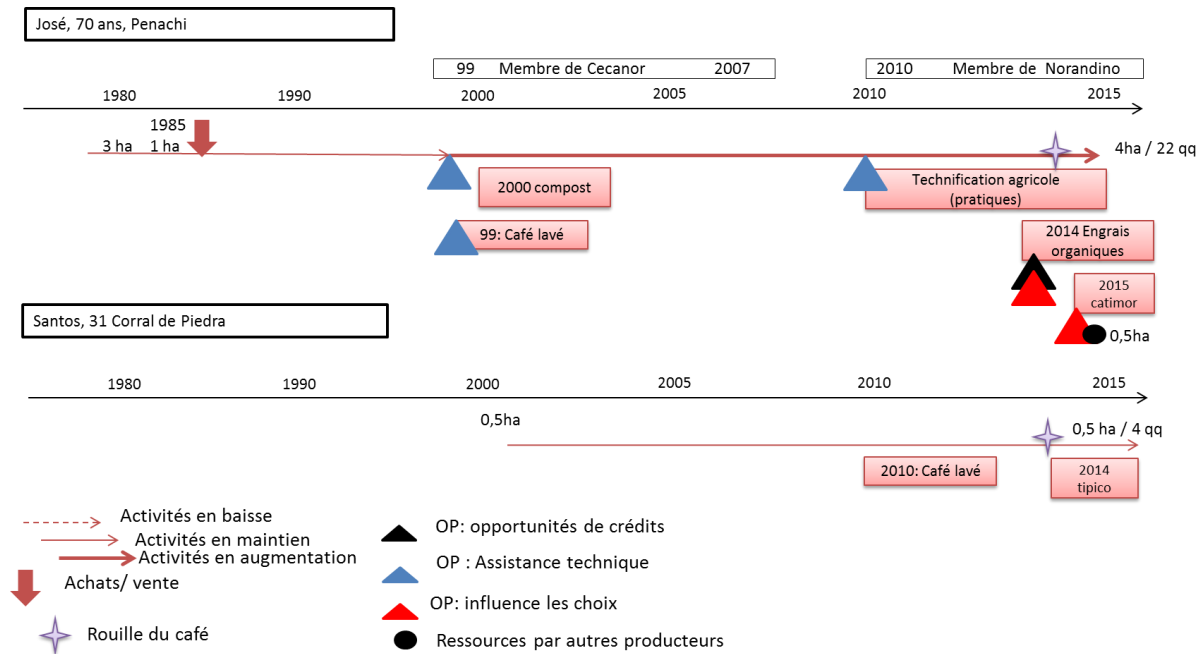 José, 70 ans, Penachi
99 Membre de Cecanor 2007
2010 Membre de Norandino
1980 1990 2000 2005 2010 2015
1985
3 ha 1 ha
4ha / 22 qq
2000 compost
Technification agricole
(pratiques)
99: Café lavé
2014 Engrais
organiques
2015
catimor
0,5ha
Santos, 31 Corral de Piedra
1980 1990 2000 2005 2010 2015
0,5ha
0,5 ha / 4 qq
2010: Café lavé
2014
tipico
Activités en baisse
Activités en maintien
Activités en augmentation
Achats/ vente
Rouille du café
OP: opportunités de crédits
OP : Assistance technique
OP: influence les choix
Ressources par autres producteurs